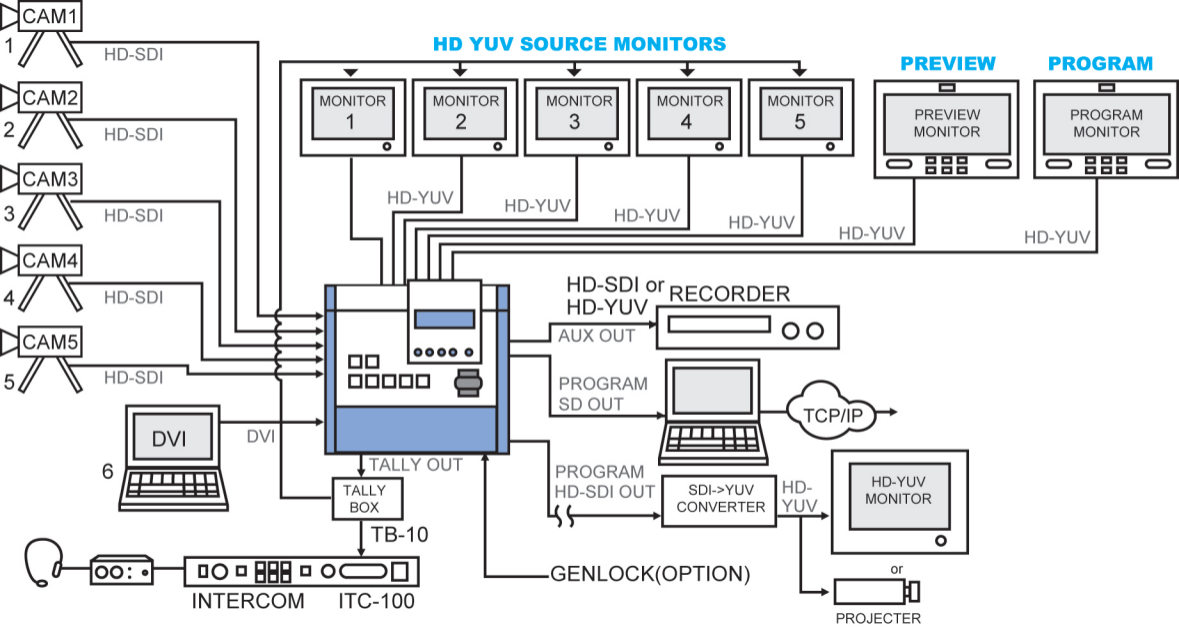 CAM1
1
HD-SDI
CAM2
2
HD-SDI
CAM3
3
HD-SDI
CAM4
4
HD-SDI
CAM5
5
HD-SDI
DVI
6
DVI
HD YUV SOURCE MONITORS
MONITOR
1
MONITOR
2
MONITOR
3
MONITOR
4
MONITOR
5
PREVIEW
PREVIEW
MONITOR
PROGRAM
PROGRAM
MONITOR
HD-YUV
HD-YUV
HD-YUV
HD-YUV
HD-YUV
HD-YUV
HD-SDI or
HD-YUV
RECORDER
AUX OUT
PROGRAM
SD OUT
TCP/IP
TALLY OUT
TALLY
BOX
TB-10
PROGRAM
HD-SDI OUT
SDI->YUV
CONVERTER
HD-
YUV
HD-YUV
MONITOR
or
PROJECTER
GENLOCK(OPTION)
INTERCOM
ITC-100